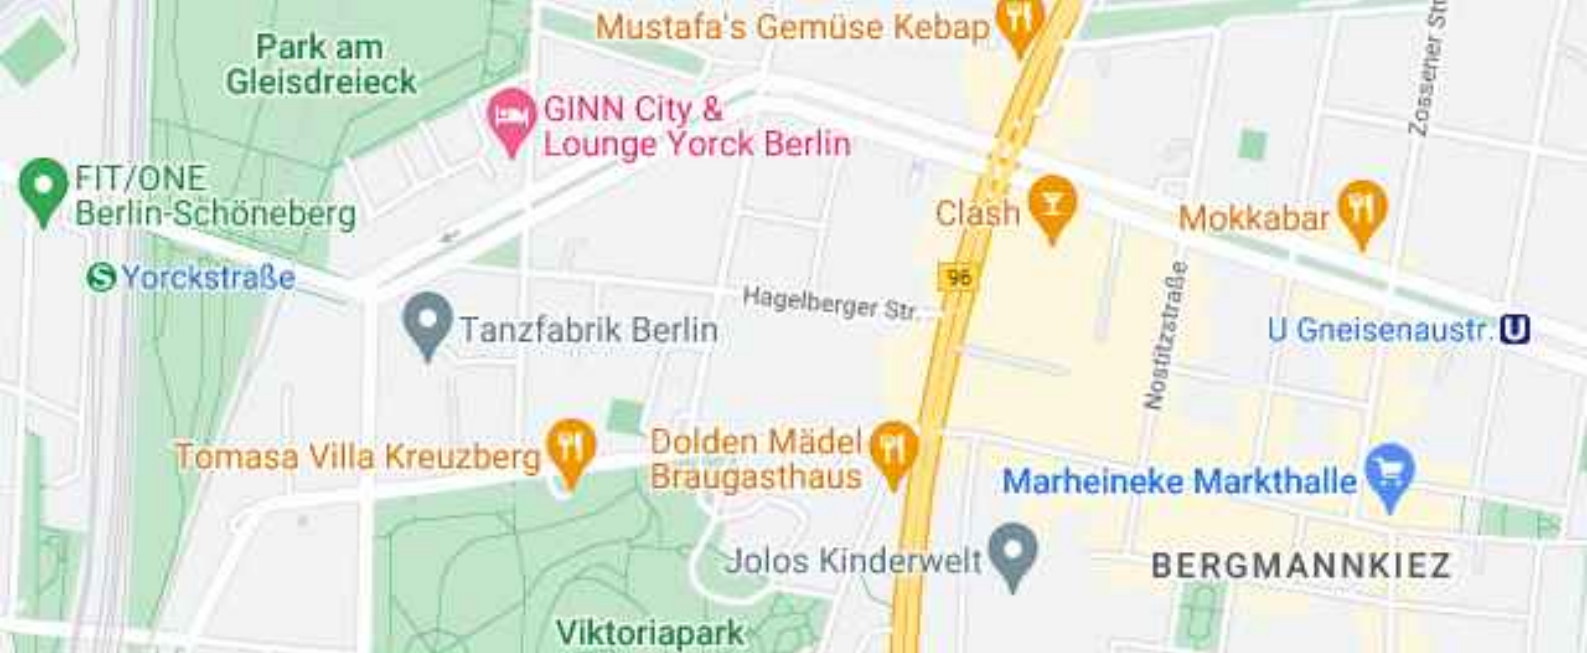 Mustafa's Gemüse Kebap
Park am
Gleisdreieck
GINN City &
Lounge Yorck Berlin
FIT/ONE
Berlin-Schöneberg
Clash
Mokkabar
S Yorckstraße
96
Hagelberger Str.
Tanzfabrik Berlin
Nostitzstraße
U Gneisenaustr. U
Tomasa Villa Kreuzberg
Dolden Mädel
Braugasthaus
Marheineke Markthalle
Jolos Kinderwelt
BERGMANNKIEZ
Viktoriapark
Zossener